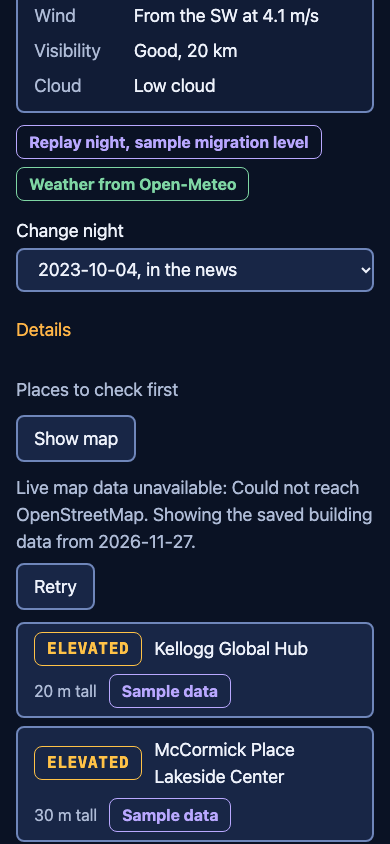 Wind From the SW at 4.1 m/s
Visibility Good, 20 km
Cloud Low cloud
Replay night, sample migration level
Weather from Open-Meteo
Change night
2023-10-04, in the news
Details
Places to check first
Show map
Live map data unavailable: Could not reach
OpenStreetMap. Showing the saved building
data from 2026-11-27.
Retry
ELEVATED Kellogg Global Hub
20 m tall Sample data
ELEVATED McCormick Place
Lakeside Center
30 m tall Sample data